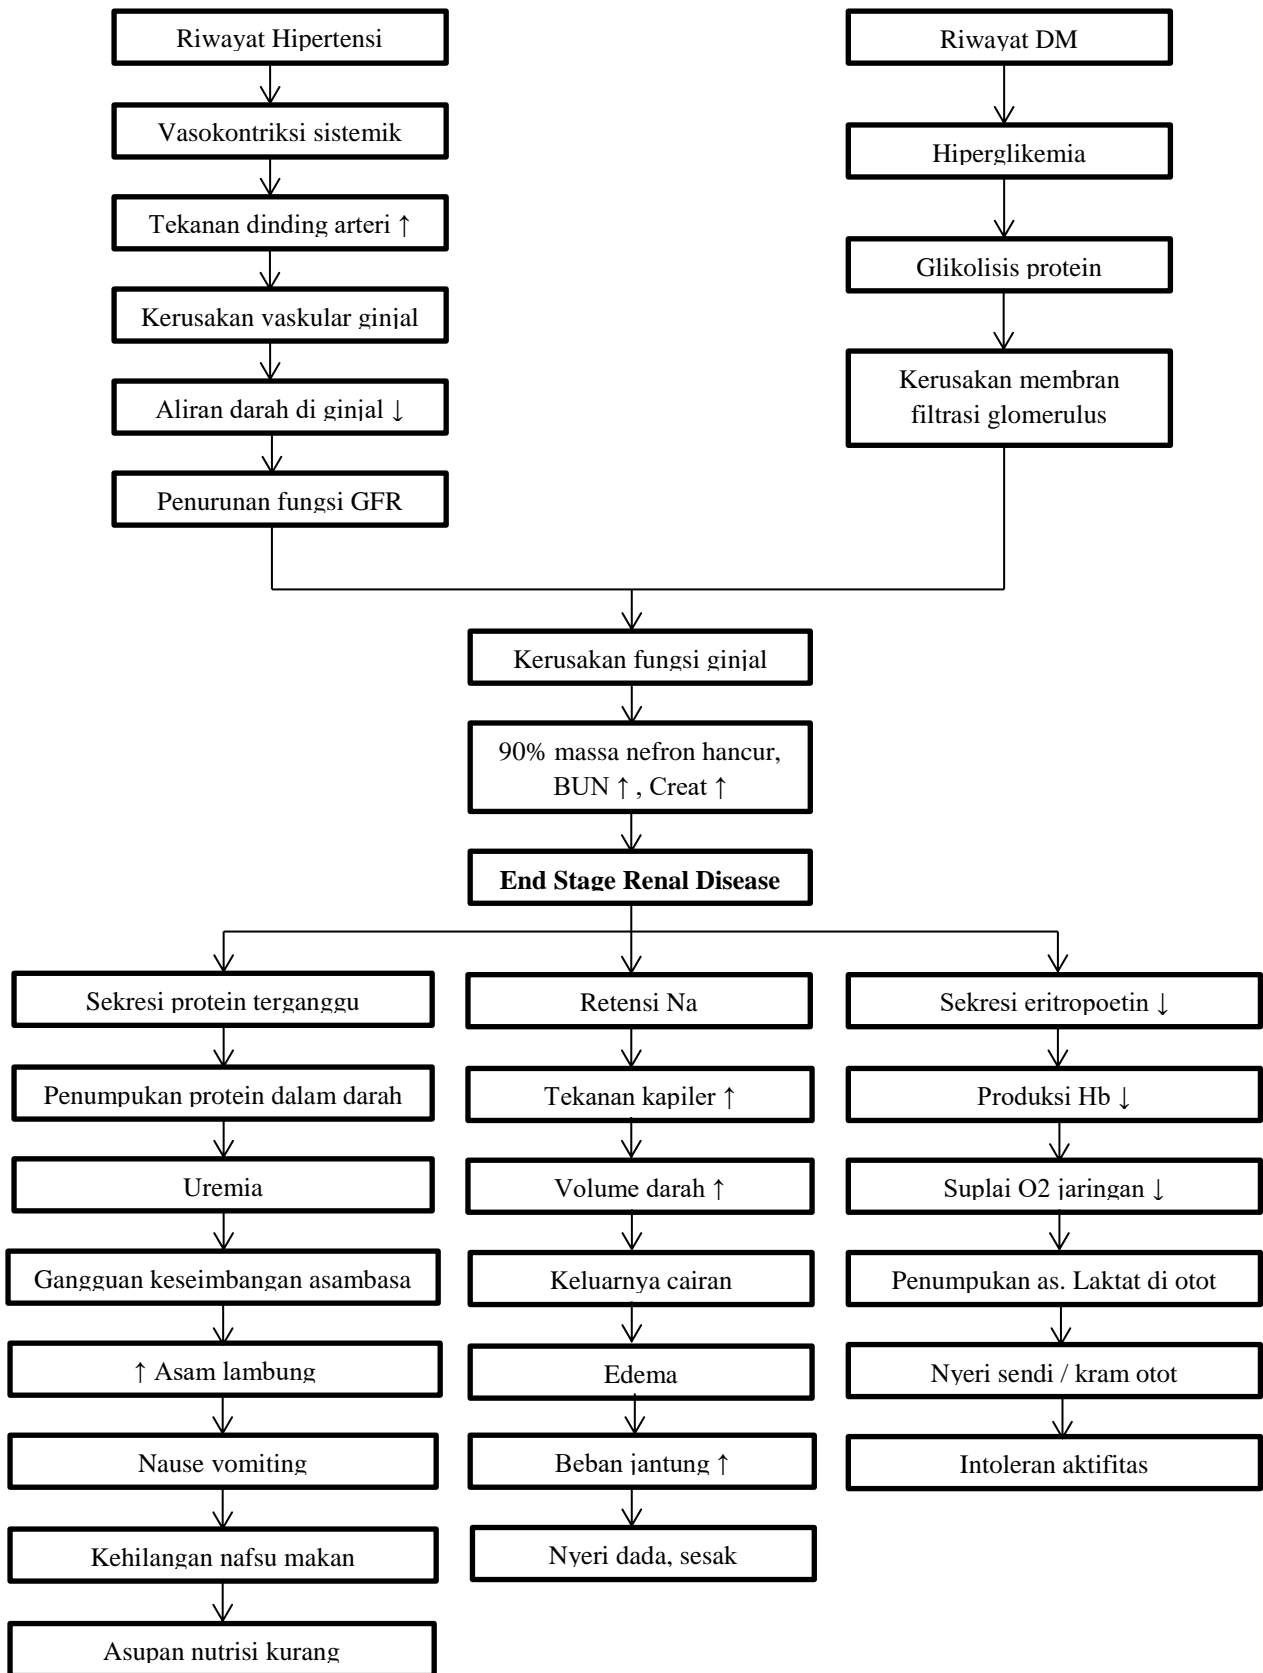 Riwayat Hipertensi
Vasokontriksi sistemik
Tekanan dinding arteri ↑
Kerusakan vaskular ginjal
Aliran darah di ginjal ↓
Penurunan fungsi GFR
Riwayat DM
Hiperglikemia
Glikolisis protein
Kerusakan membran
filtrasi glomerulus
Kerusakan fungsi ginjal
90% massa nefron hancur,
BUN ↑ , Creat ↑
End Stage Renal Disease
Sekresi protein terganggu
Penumpukan protein dalam darah
Uremia
Gangguan keseimbangan asambasa
↑ Asam lambung
Nause vomiting
Kehilangan nafsu makan
Asupan nutrisi kurang
Retensi Na
Tekanan kapiler ↑
Volume darah ↑
Keluarnya cairan
Edema
Beban jantung ↑
Nyeri dada, sesak
Sekresi eritropoetin ↓
Produksi Hb ↓
Suplai O2 jaringan ↓
Penumpukan as. Laktat di otot
Nyeri sendi / kram otot
Intoleran aktifitas